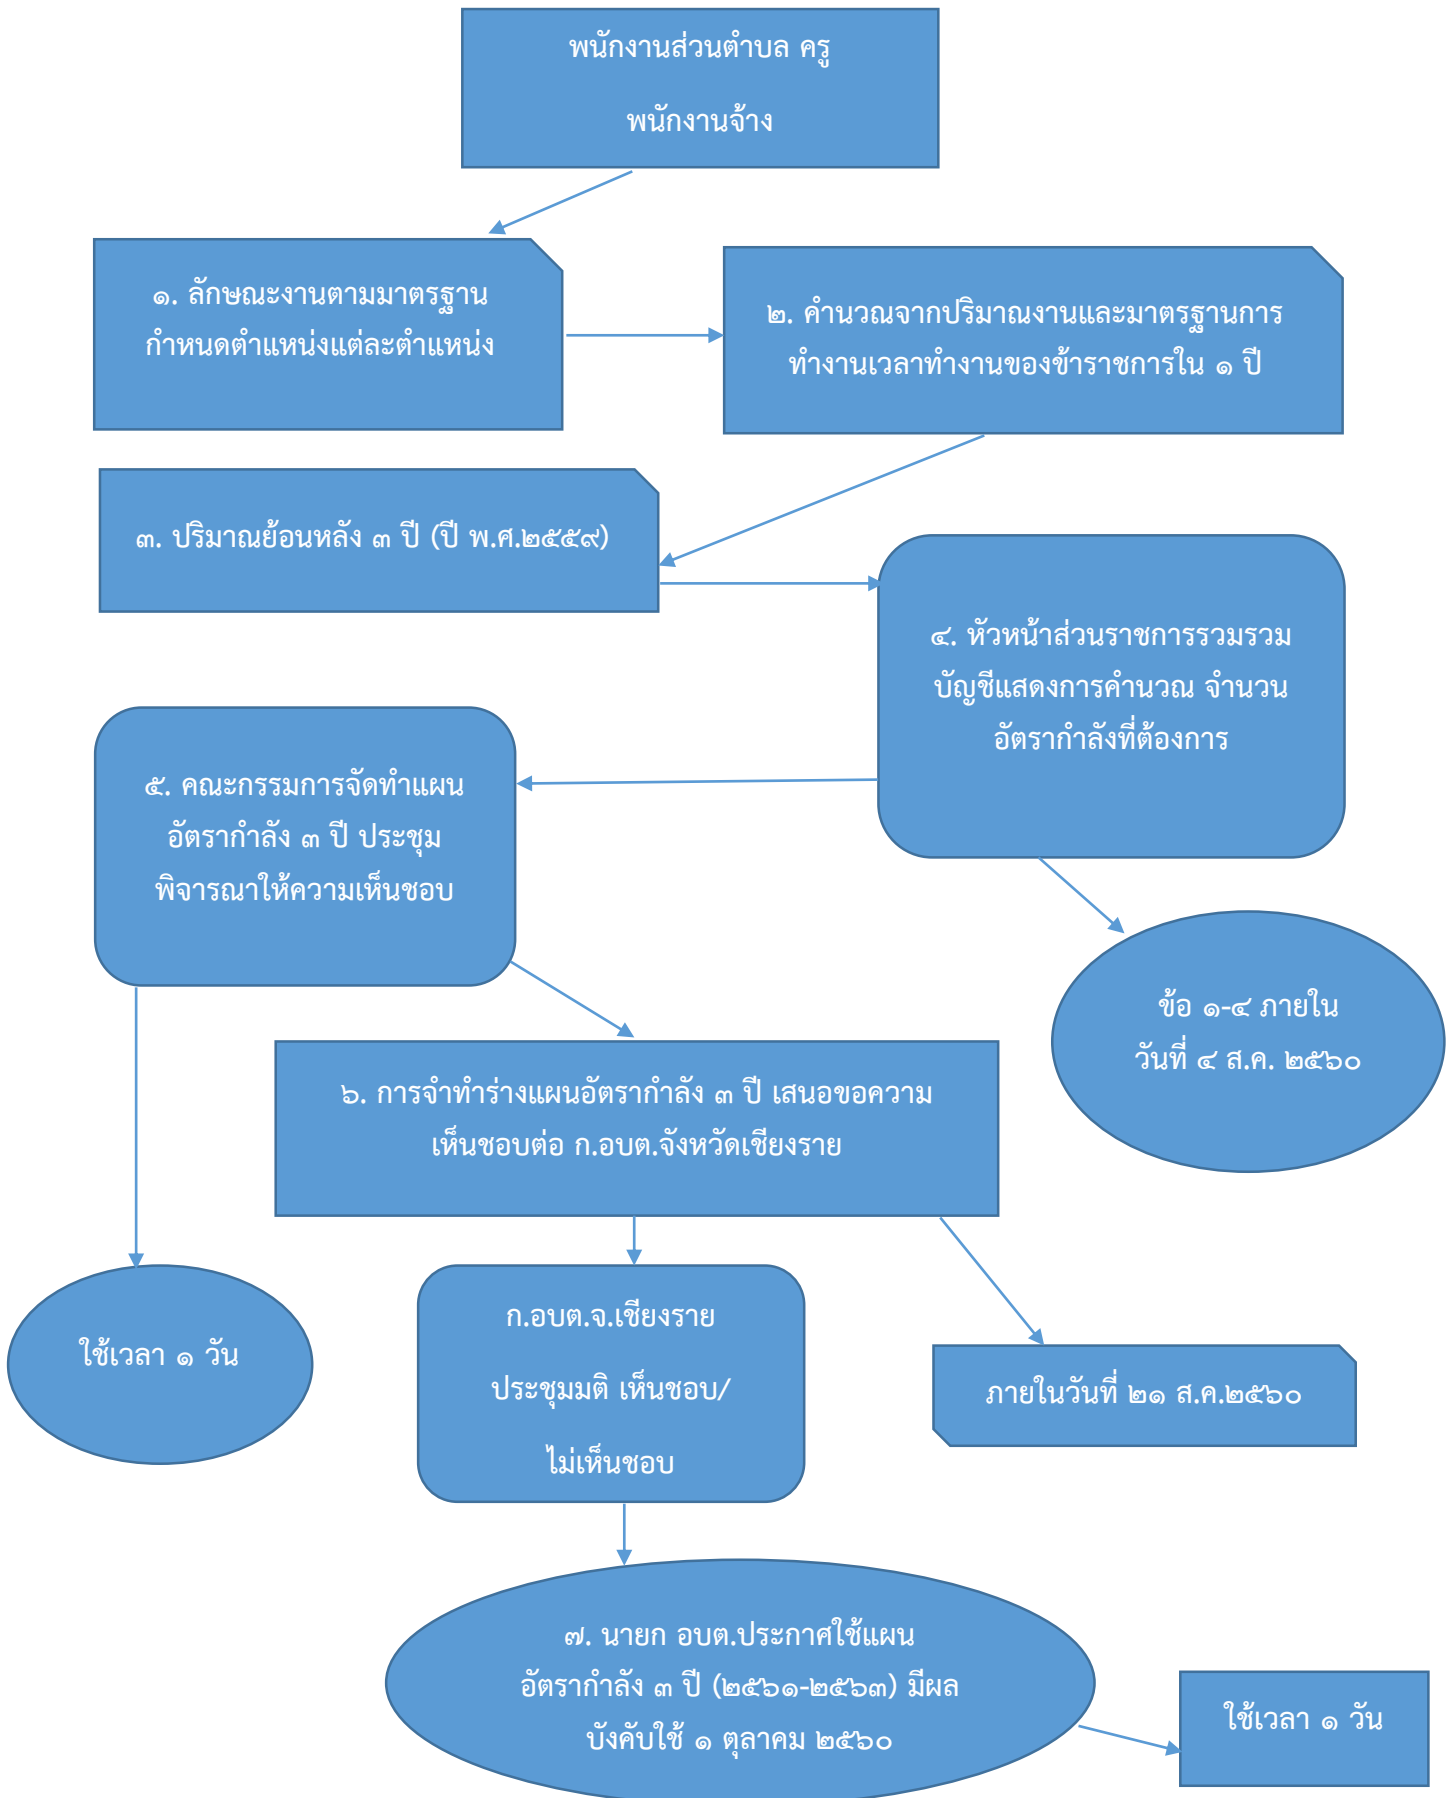 พนักงานส่วนตำบล ครู
พนักงานจ้าง
๑. ลักษณะงานตามมาตรฐาน
กำหนดตำแหน่งแต่ละตำแหน่ง
๒. คำนวณจากปริมาณงานและมาตรฐานการ
ทำงานเวลาทำงานของข้าราชการใน ๑ ปี
๓. ปริมาณย้อนหลัง ๓ ปี (ปี พ.ศ.๒๕๕๙)
๔. หัวหน้าส่วนราชการรวมรวม
บัญชีแสดงการคำนวณ จำนวน
อัตรากำลังที่ต้องการ
๕. คณะกรรมการจัดทำแผน
อัตรากำลัง ๓ ปี ประชุม
พิจารณาให้ความเห็นชอบ
ข้อ ๑-๔ ภายใน
วันที่ ๔ ส.ค. ๒๕๖๐
๖. การจำทำร่างแผนอัตรากำลัง ๓ ปี เสนอขอความ
เห็นชอบต่อ ก.อบต.จังหวัดเชียงราย
ใช้เวลา ๑ วัน
ก.อบต.จ.เชียงราย
ประชุมมติ เห็นชอบ/
ไม่เห็นชอบ
ภายในวันที่ ๒๑ ส.ค.๒๕๖๐
๗. นายก อบต.ประกาศใช้แผน
อัตรากำลัง ๓ ปี (๒๕๖๑-๒๕๖๓) มีผล
บังคับใช้ ๑ ตุลาคม ๒๕๖๐
ใช้เวลา ๑ วัน